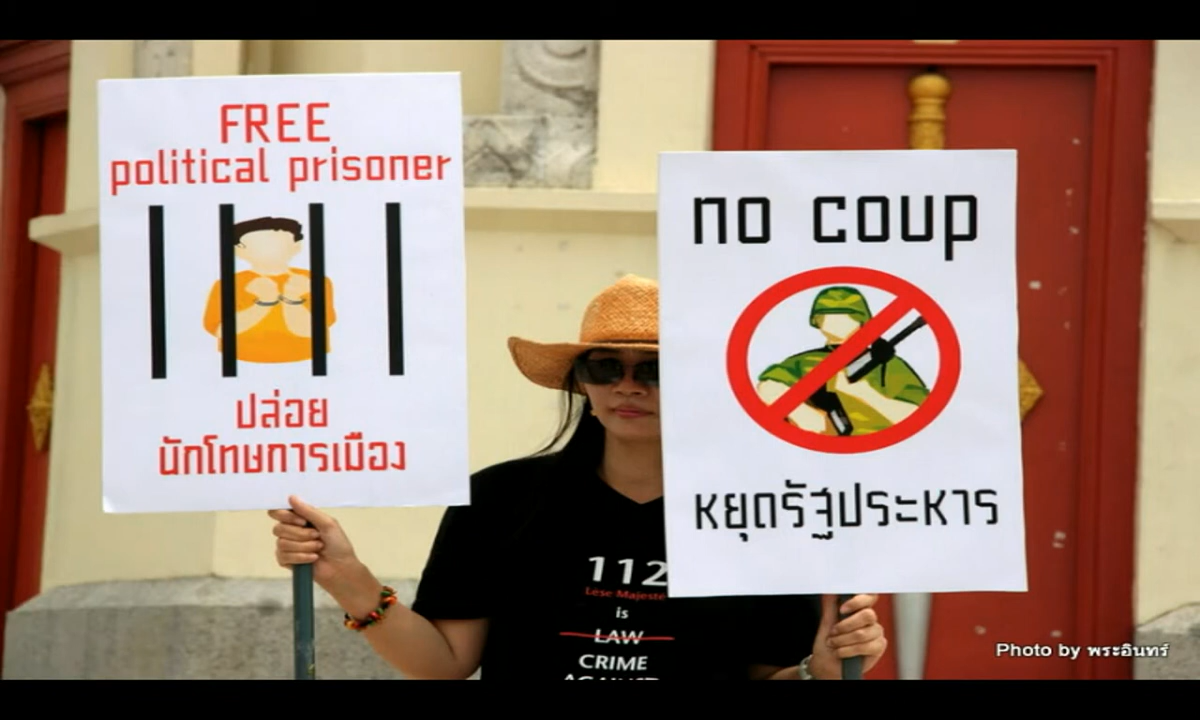 FREE
political prisoner
ปล่อย
นักโทษการเมือง
no coup
หยุดรัฐประหาร
112
Lese Majesté
is
LAW
CRIME
Photo by พระอินทร์